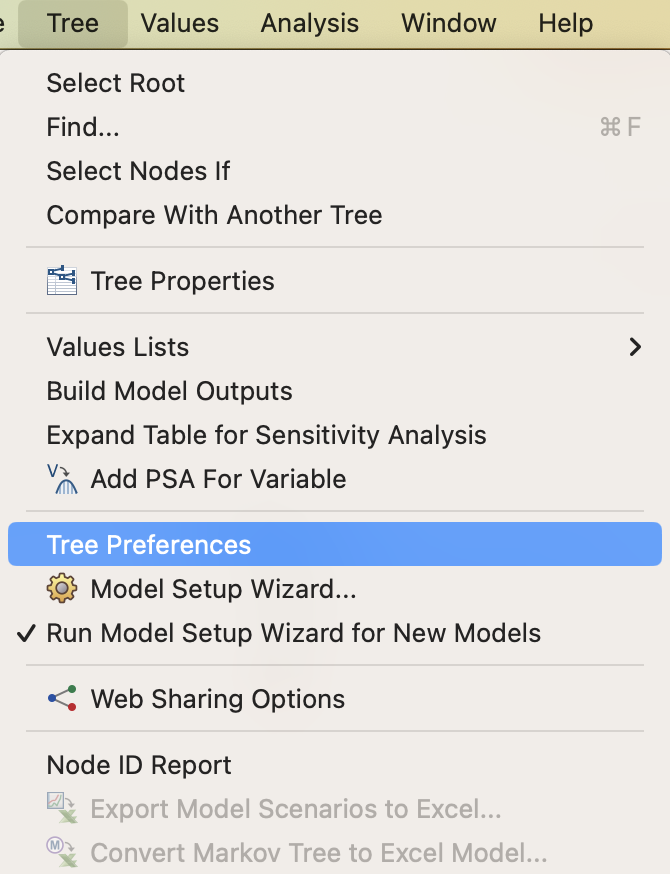 Tree Values Analysis Window Help
Select Root
Find... ⌘ F
Select Nodes If
Compare With Another Tree
Tree Properties
Values Lists
Build Model Outputs
Expand Table for Sensitivity Analysis
V Add PSA For Variable
Tree Preferences
Model Setup Wizard...
Run Model Setup Wizard for New Models
Web Sharing Options
Node ID Report
Export Model Scenarios to Excel...
M Convert Markov Tree to Excel Model...